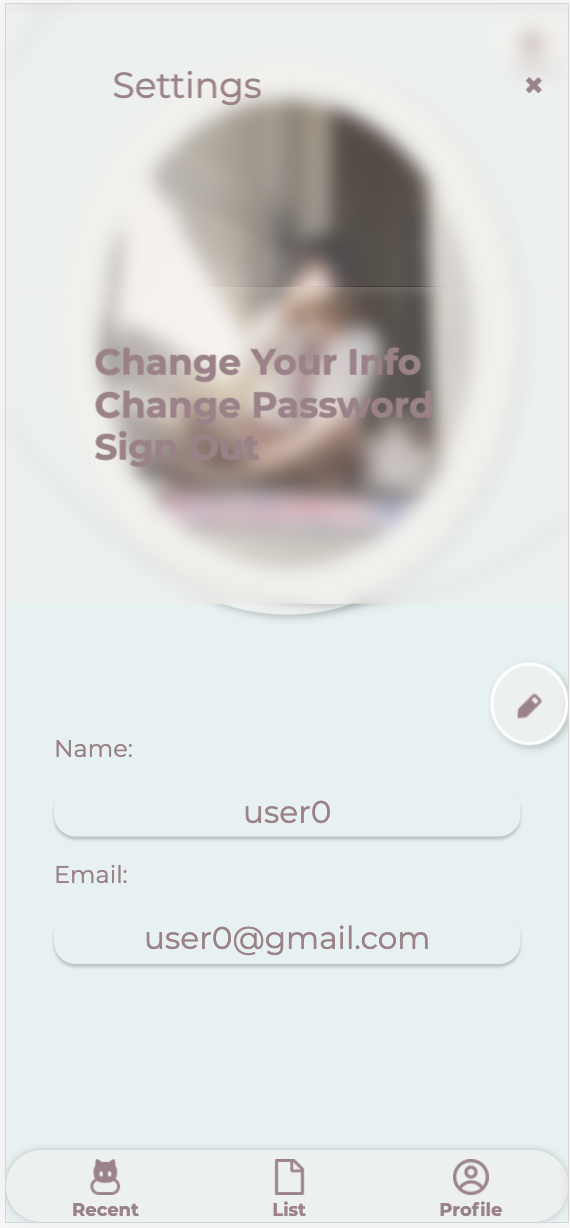 Settings
Change Your Info
Change Password
Sign Out
Name:
user0
Email:
user0@gmail.com
Recent
List
Profile